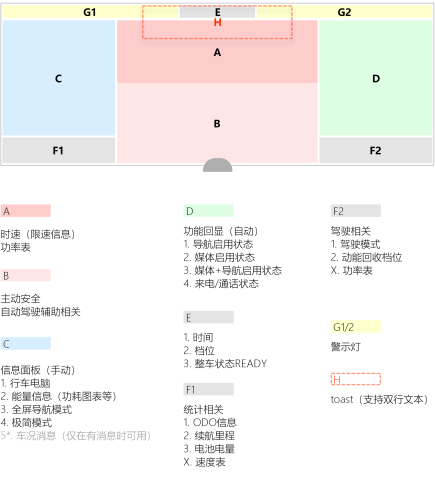 G1
E
G2
H
A
C
D
B
F1
F2
A
时速（限速信息）
功率表
B
主动安全
自动驾驶辅助相关
C
信息面板（手动）
1. 行车电脑
2. 能量信息（功耗图表等）
3. 全屏导航模式
4. 极简模式
5*. 车况消息（仅在有消息时可用）
D
功能回显（自动）
1. 导航启用状态
2. 媒体启用状态
3. 媒体+导航启用状态
4. 来电/通话状态
E
1. 时间
2. 档位
3. 整车状态READY
F1
统计相关
1. ODO信息
2. 续航里程
3. 电池电量
X. 速度表
F2
驾驶相关
1. 驾驶模式
2. 动能回收档位
X. 功率表
G1/2
警示灯
H
toast（支持双行文本）